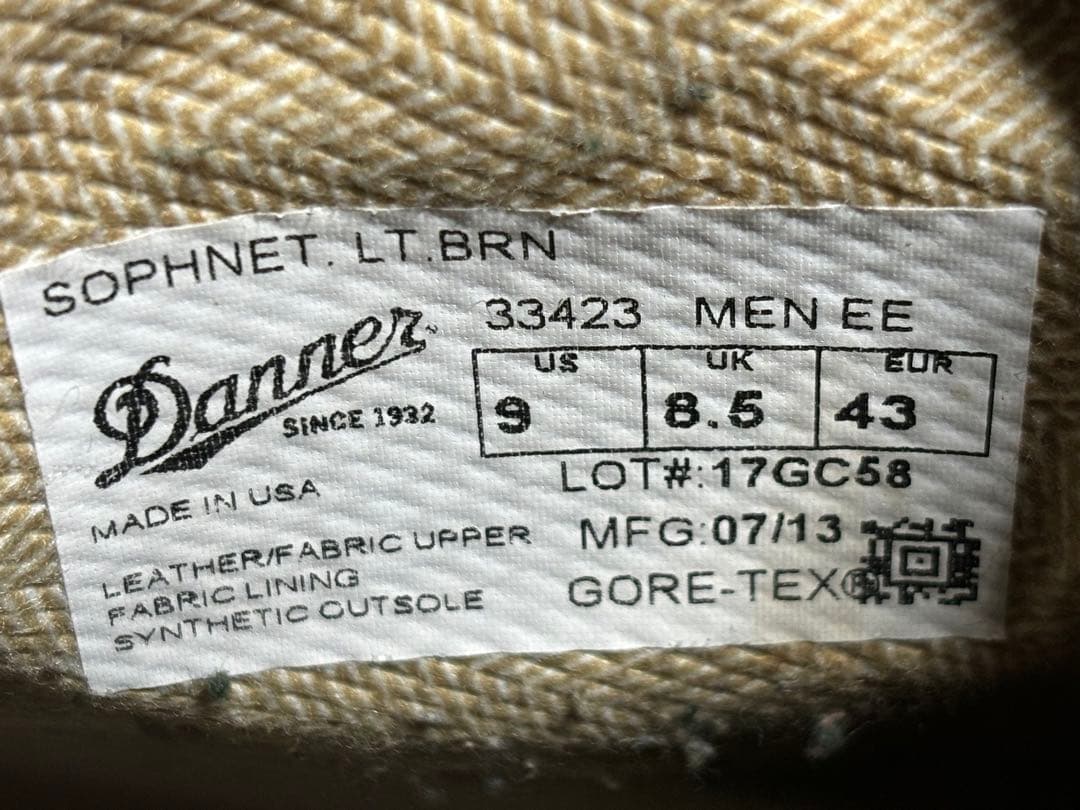 SOPHNET. LT.BRN
33423 MEN EE
Danner™
SINCE 1932
US UK EUR
9 8.5 43
LOT#:17GC58
MADE IN USA
MFG:07/13
LEATHER/FABRIC UPPER
FABRIC LINING
SYNTHETIC OUTSOLE
GORE-TEX®